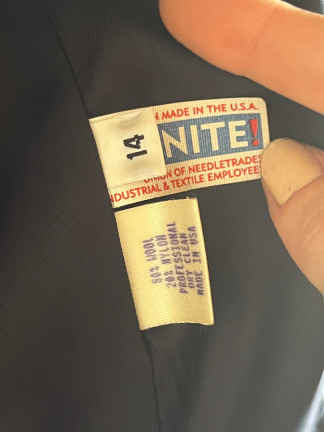 MADE IN THE U.S.A.
14
NITE!
UNION OF NEEDLETRADES
INDUSTRIAL & TEXTILE EMPLOYEES
80% WOOL
20% NYLON
PROFESSIONAL
DRY CLEAN
MADE IN USA